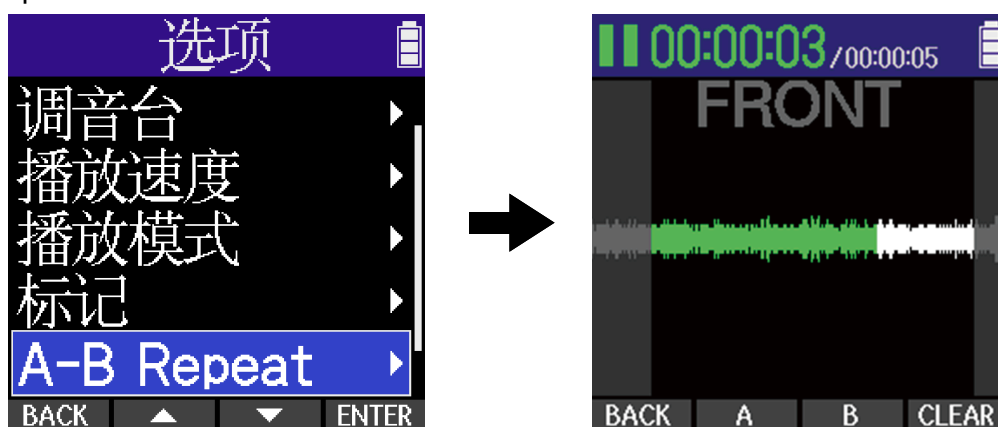 选项
调音台
播放速度
播放模式
标记
A-B Repeat
BACK ENTER
00:00:03/00:00:05
FRONT
BACK A B CLEAR